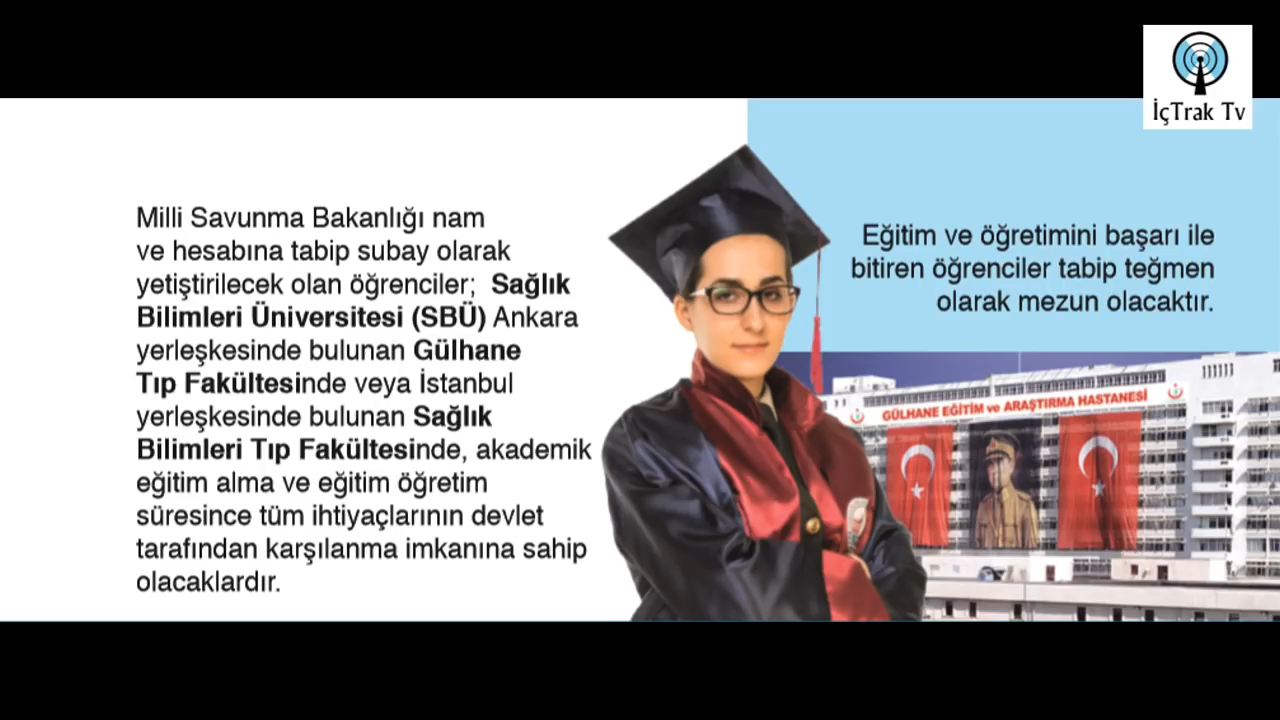 İçTrak Tv
Milli Savunma Bakanlığı nam
ve hesabına tabip subay olarak
yetiştirilecek olan öğrenciler; Sağlık
Bilimleri Üniversitesi (SBÜ) Ankara
yerleşkesinde bulunan Gülhane
Tıp Fakültesinde veya İstanbul
yerleşkesinde bulunan Sağlık
Bilimleri Tıp Fakültesinde, akademik
eğitim alma ve eğitim öğretim
süresince tüm ihtiyaçlarının devlet
tarafından karşılanma imkanına sahip
olacaklardır.
Eğitim ve öğretimini başarı ile
bitiren öğrenciler tabip teğmen
olarak mezun olacaktır.
GÜLHANE EĞİTİM ve ARAŞTIRMA HASTANESİ